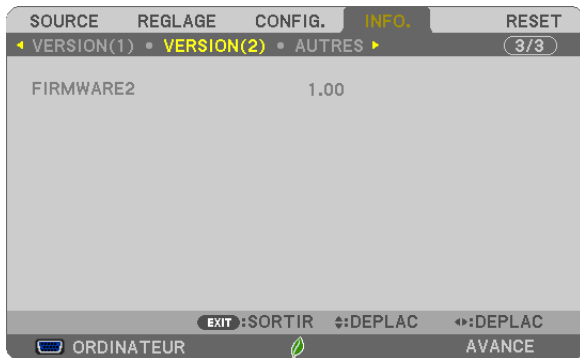 SOURCE REGLAGE CONFIG. INFO. RESET
VERSION(1) • VERSION(2) • AUTRES 3/3
FIRMWARE2 1.00
EXIT :SORTIR :DEPLAC :DEPLAC
ORDINATEUR AVANCE